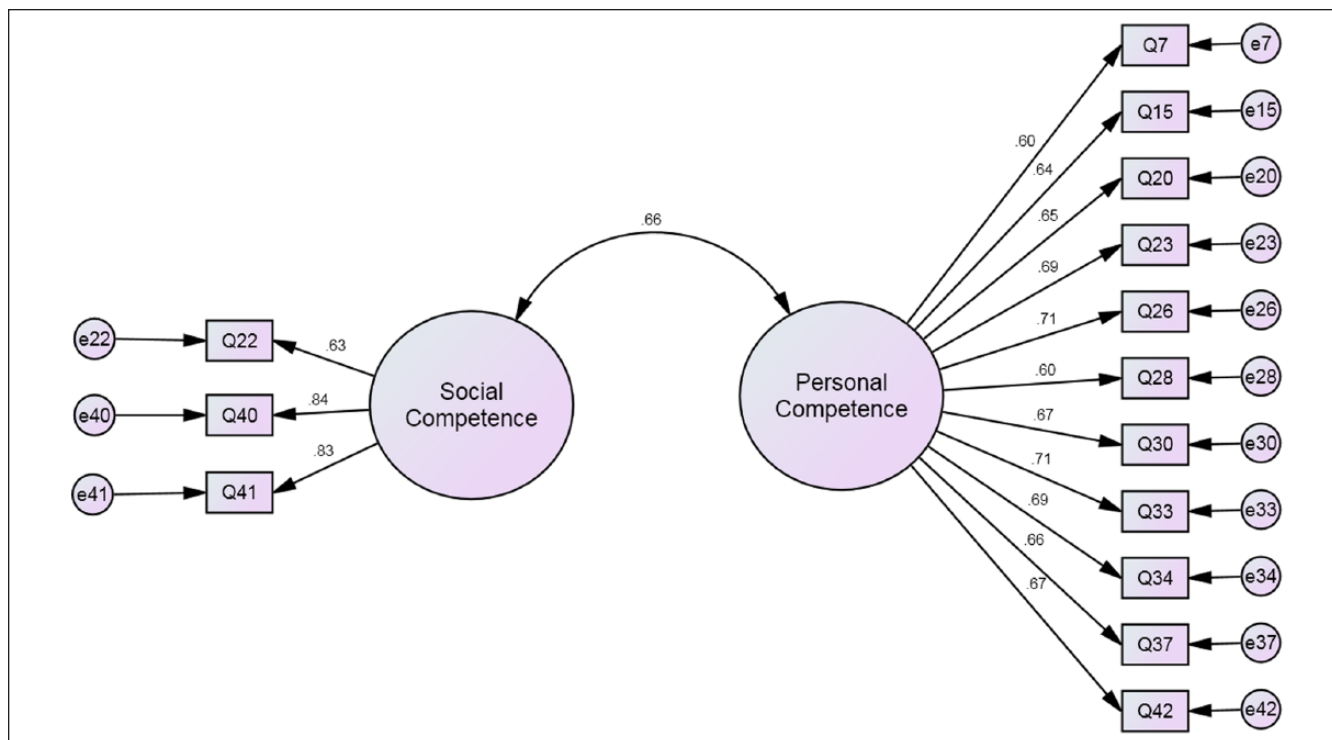 Q7
e7
Q15
e15
.60
.64
Q20
e20
.65
.66
Q23
e23
.69
Q26
e26
.71
e22
Q22
.63
.60
Q28
e28
Social
Competence
Personal
Competence
.84
e40
Q40
.67
Q30
e30
.83
.71
e41
Q41
Q33
e33
.69
.66
Q34
e34
.67
Q37
e37
Q42
e42